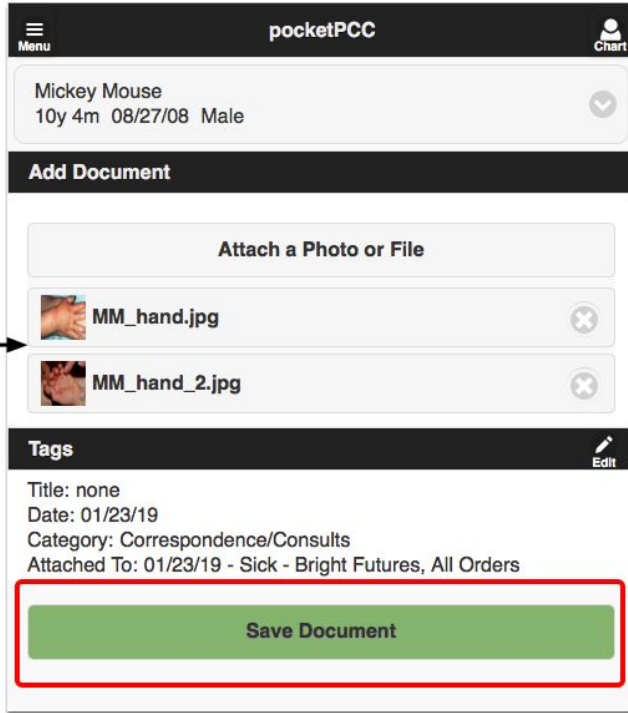 Menu
pocketPCC
Chart
Mickey Mouse
10y 4m 08/27/08 Male
Add Document
Attach a Photo or File
MM_hand.jpg
MM_hand_2.jpg
Tags
Edit
Title: none
Date: 01/23/19
Category: Correspondence/Consults
Attached To: 01/23/19 - Sick - Bright Futures, All Orders
Save Document